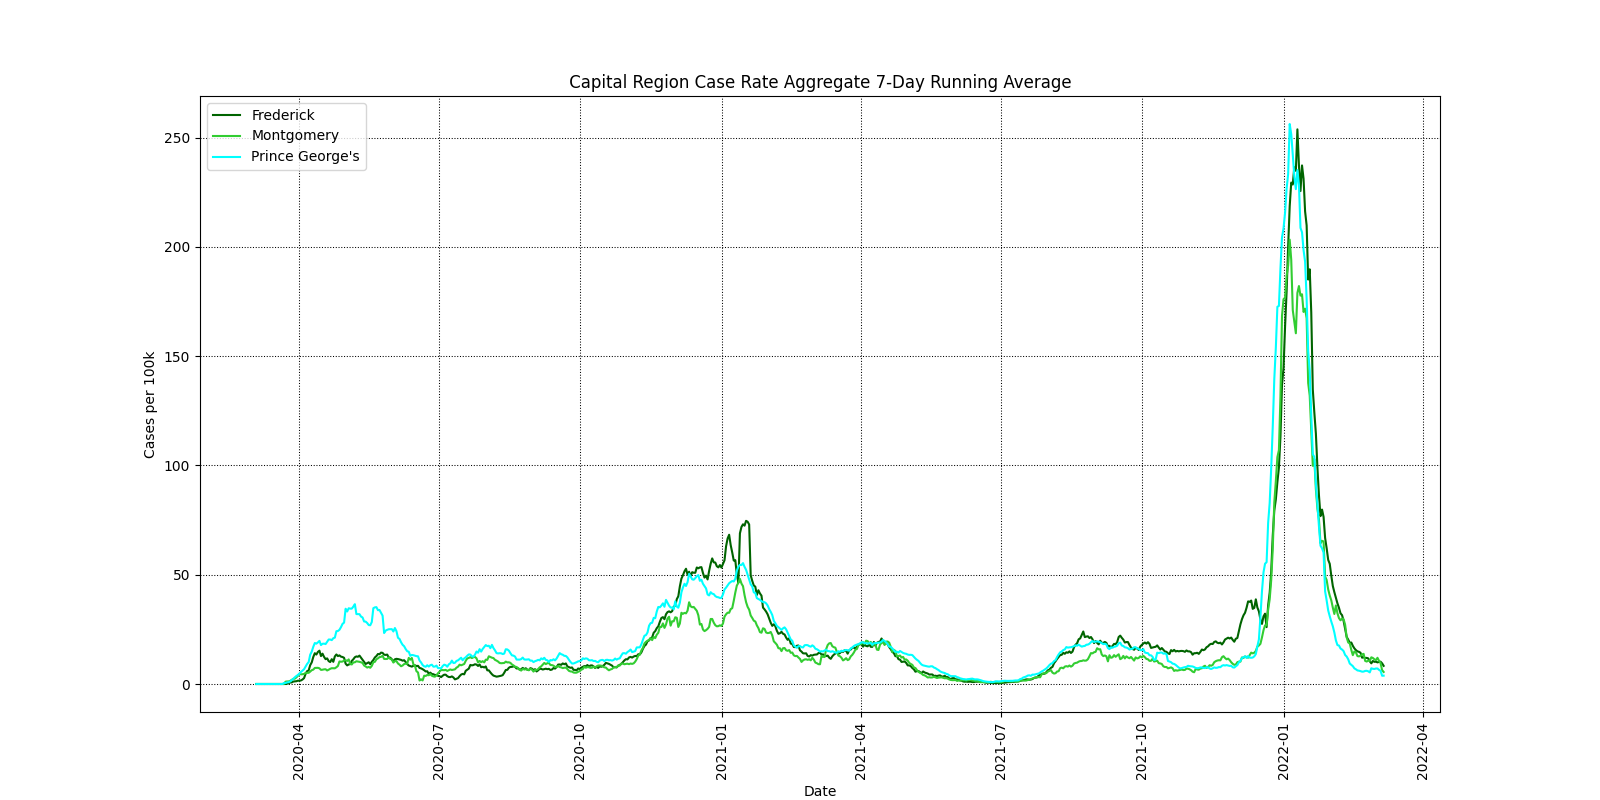 Capital Region Case Rate Aggregate 7-Day Running Average
Frederick
Montgomery
Prince George's
250
200
150
100
50
0
Cases per 100k
2020-04
2020-07
2020-10
2021-01
2021-04
2021-07
2021-10
2022-01
2022-04
Date